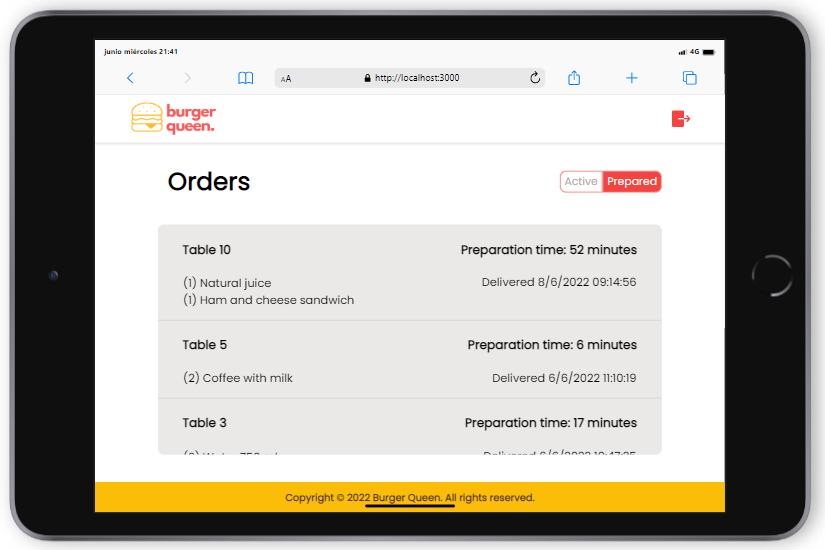 junio miércoles 21:41
4G
AA
http://localhost:3000
burger
queen.
Orders
Active Prepared
Table 10 Preparation time: 52 minutes
(1) Natural juice Delivered 8/6/2022 09:14:56
(1) Ham and cheese sandwich
Table 5 Preparation time: 6 minutes
(2) Coffee with milk Delivered 6/6/2022 11:10:19
Table 3 Preparation time: 17 minutes
Copyright © 2022 Burger Queen. All rights reserved.